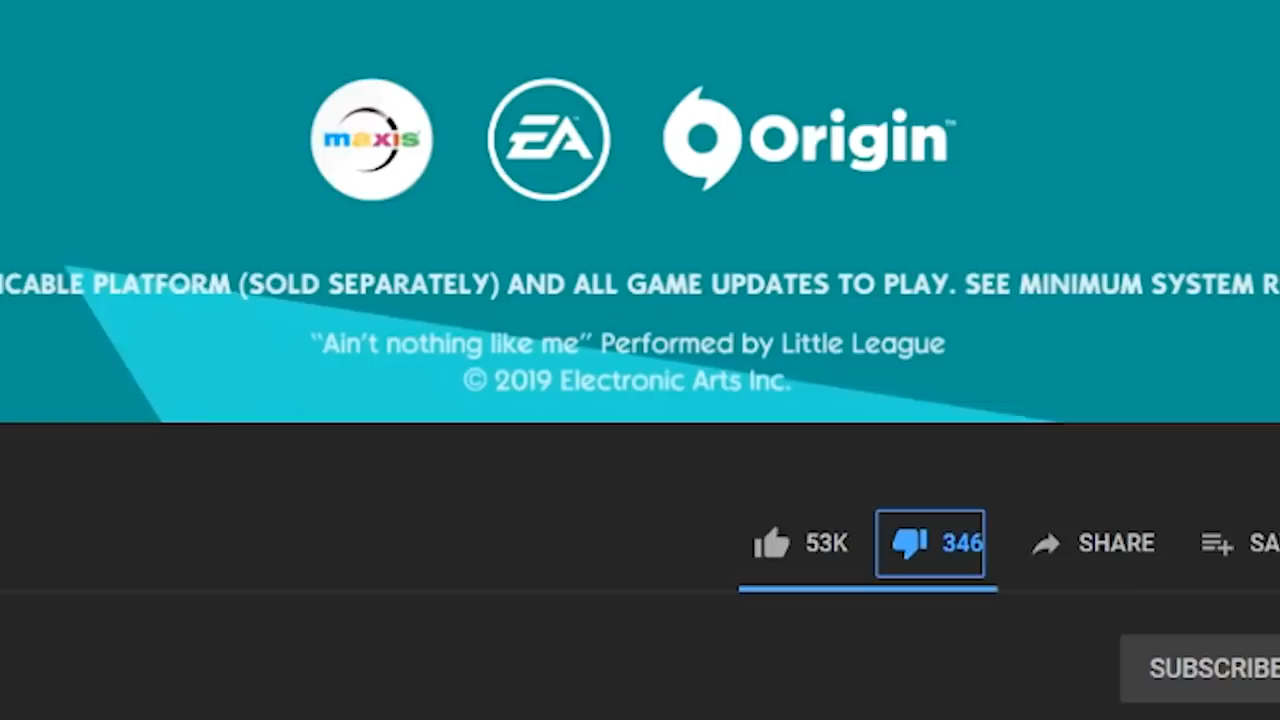 maxis EA Origin™
ICABLE PLATFORM (SOLD SEPARATELY) AND ALL GAME UPDATES TO PLAY. SEE MINIMUM SYSTEM R
“Ain’t nothing like me” Performed by Little League
© 2019 Electronic Arts Inc.
53K 346 SHARE SA
SUBSCRIBE